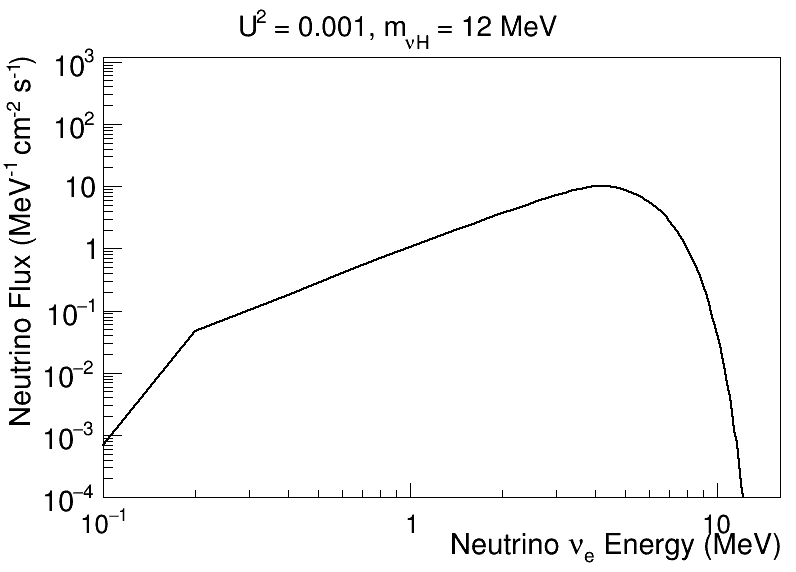 U² = 0.001, m_νH = 12 MeV
Neutrino Flux (MeV⁻¹ cm⁻² s⁻¹)
10³
10²
10
1
10⁻¹
10⁻²
10⁻³
10⁻⁴
10⁻¹ 1 10
Neutrino νₑ Energy (MeV)